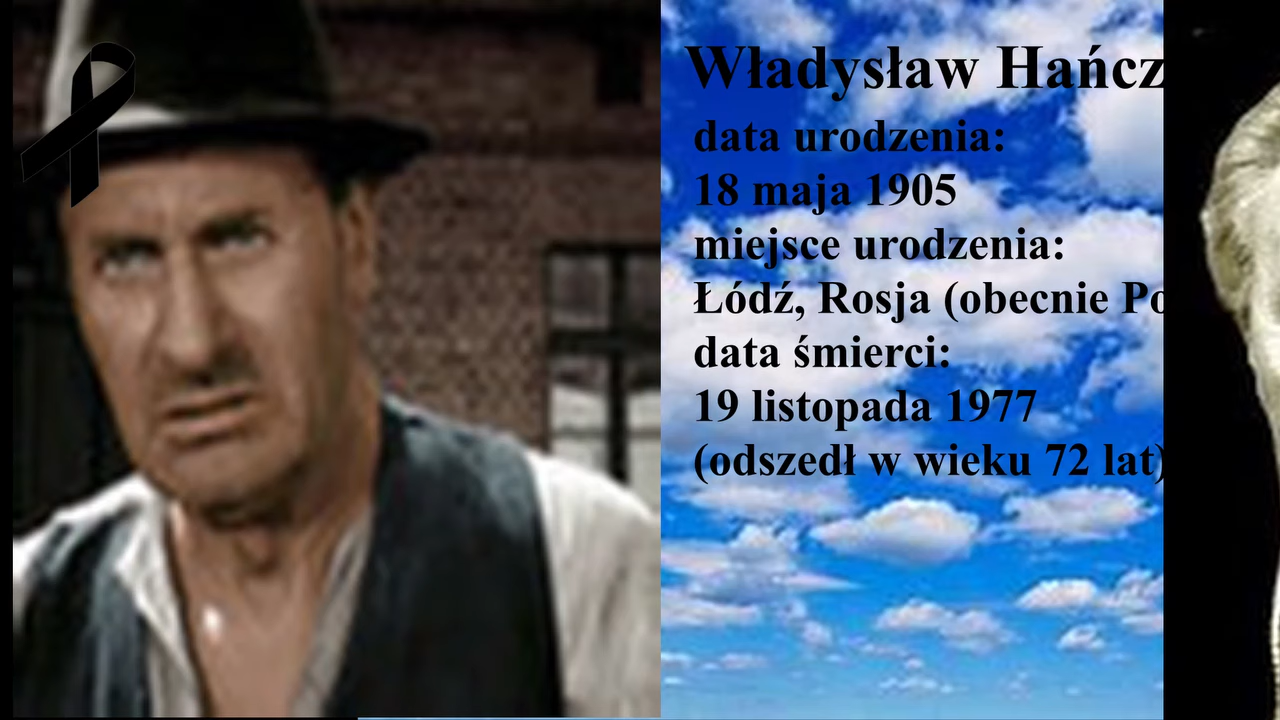 Władysław Hańcz
data urodzenia:
18 maja 1905
miejsce urodzenia:
Łódź, Rosja (obecnie Po
data śmierci:
19 listopada 1977
(odszedł w wieku 72 lat)